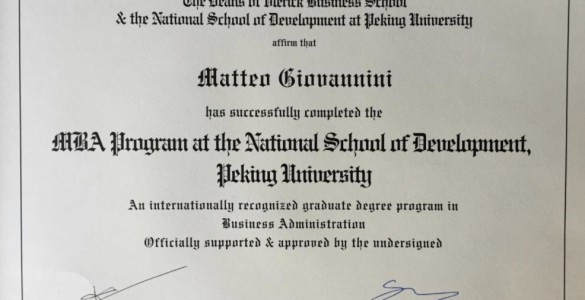 The Deans of Vlerick Business School
& the National School of Development at Peking University
affirm that
Matteo Giovannini
has successfully completed the
MBA Program at the National School of Development,
Peking University
An internationally recognized graduate degree program in
Business Administration
Officially supported & approved by the undersigned